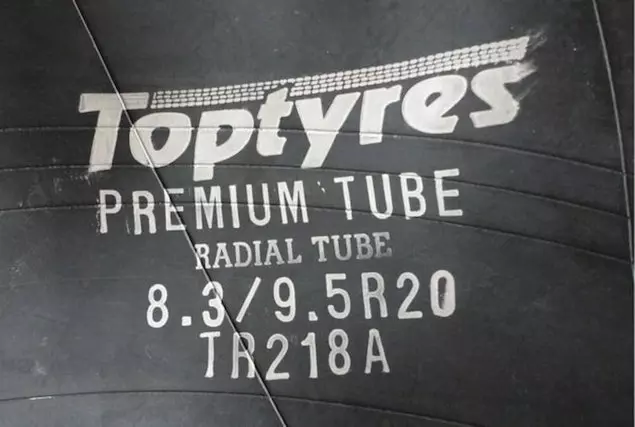 Toptyres
PREMIUM TUBE
RADIAL TUBE
8.3/9.5R20
TR218A